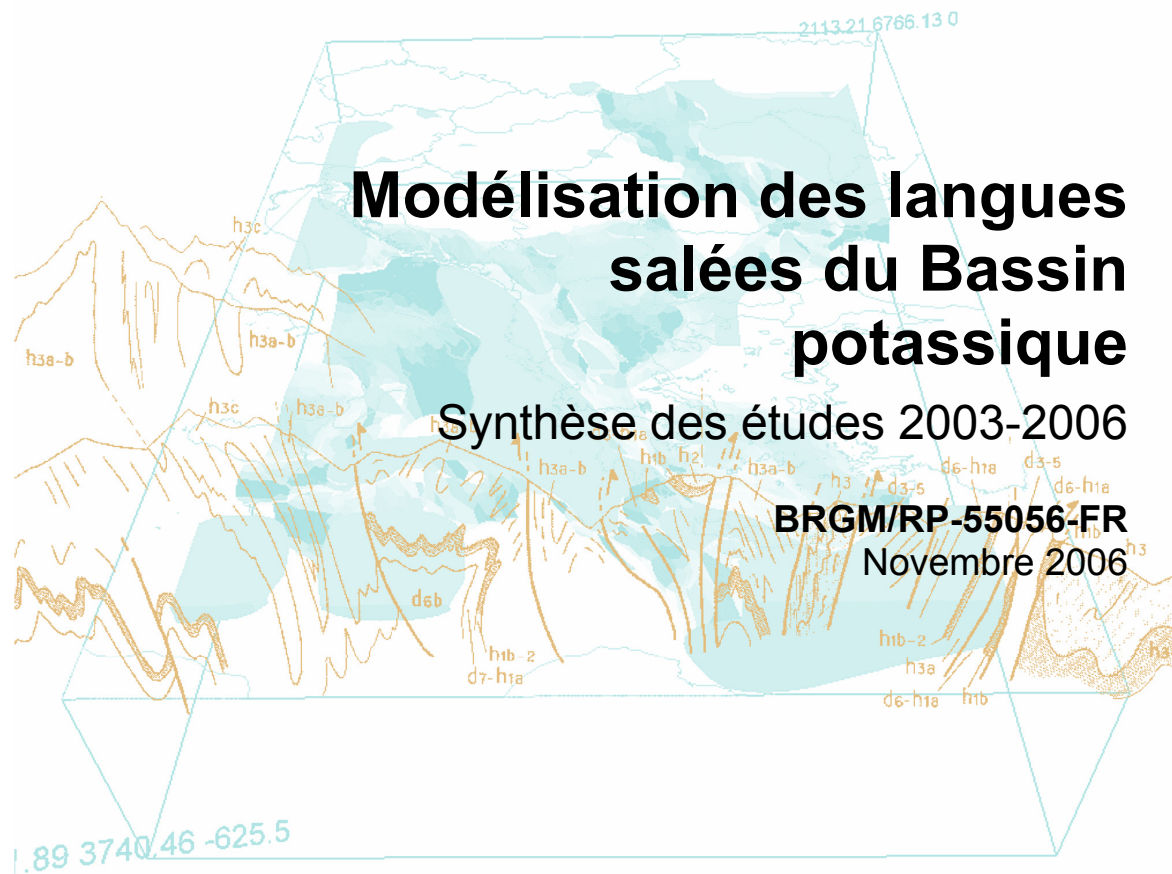 2113.21 6766.13 0
Modélisation des langues
salées du Bassin
potassique
Synthèse des études 2003-2006
BRGM/RP-55056-FR
Novembre 2006
h3c
h3a-b
h3a-b
h3c
h3a-b
h3a-b
h1b
h2
h3a-b
h3
d3-5
d6-h1a
d3-5
d6-h1a
h3
d6b
h1b-2
d7-h1a
h1b-2
h3a
d6-h1a
h1b
h3
.89 3740.46 -625.5